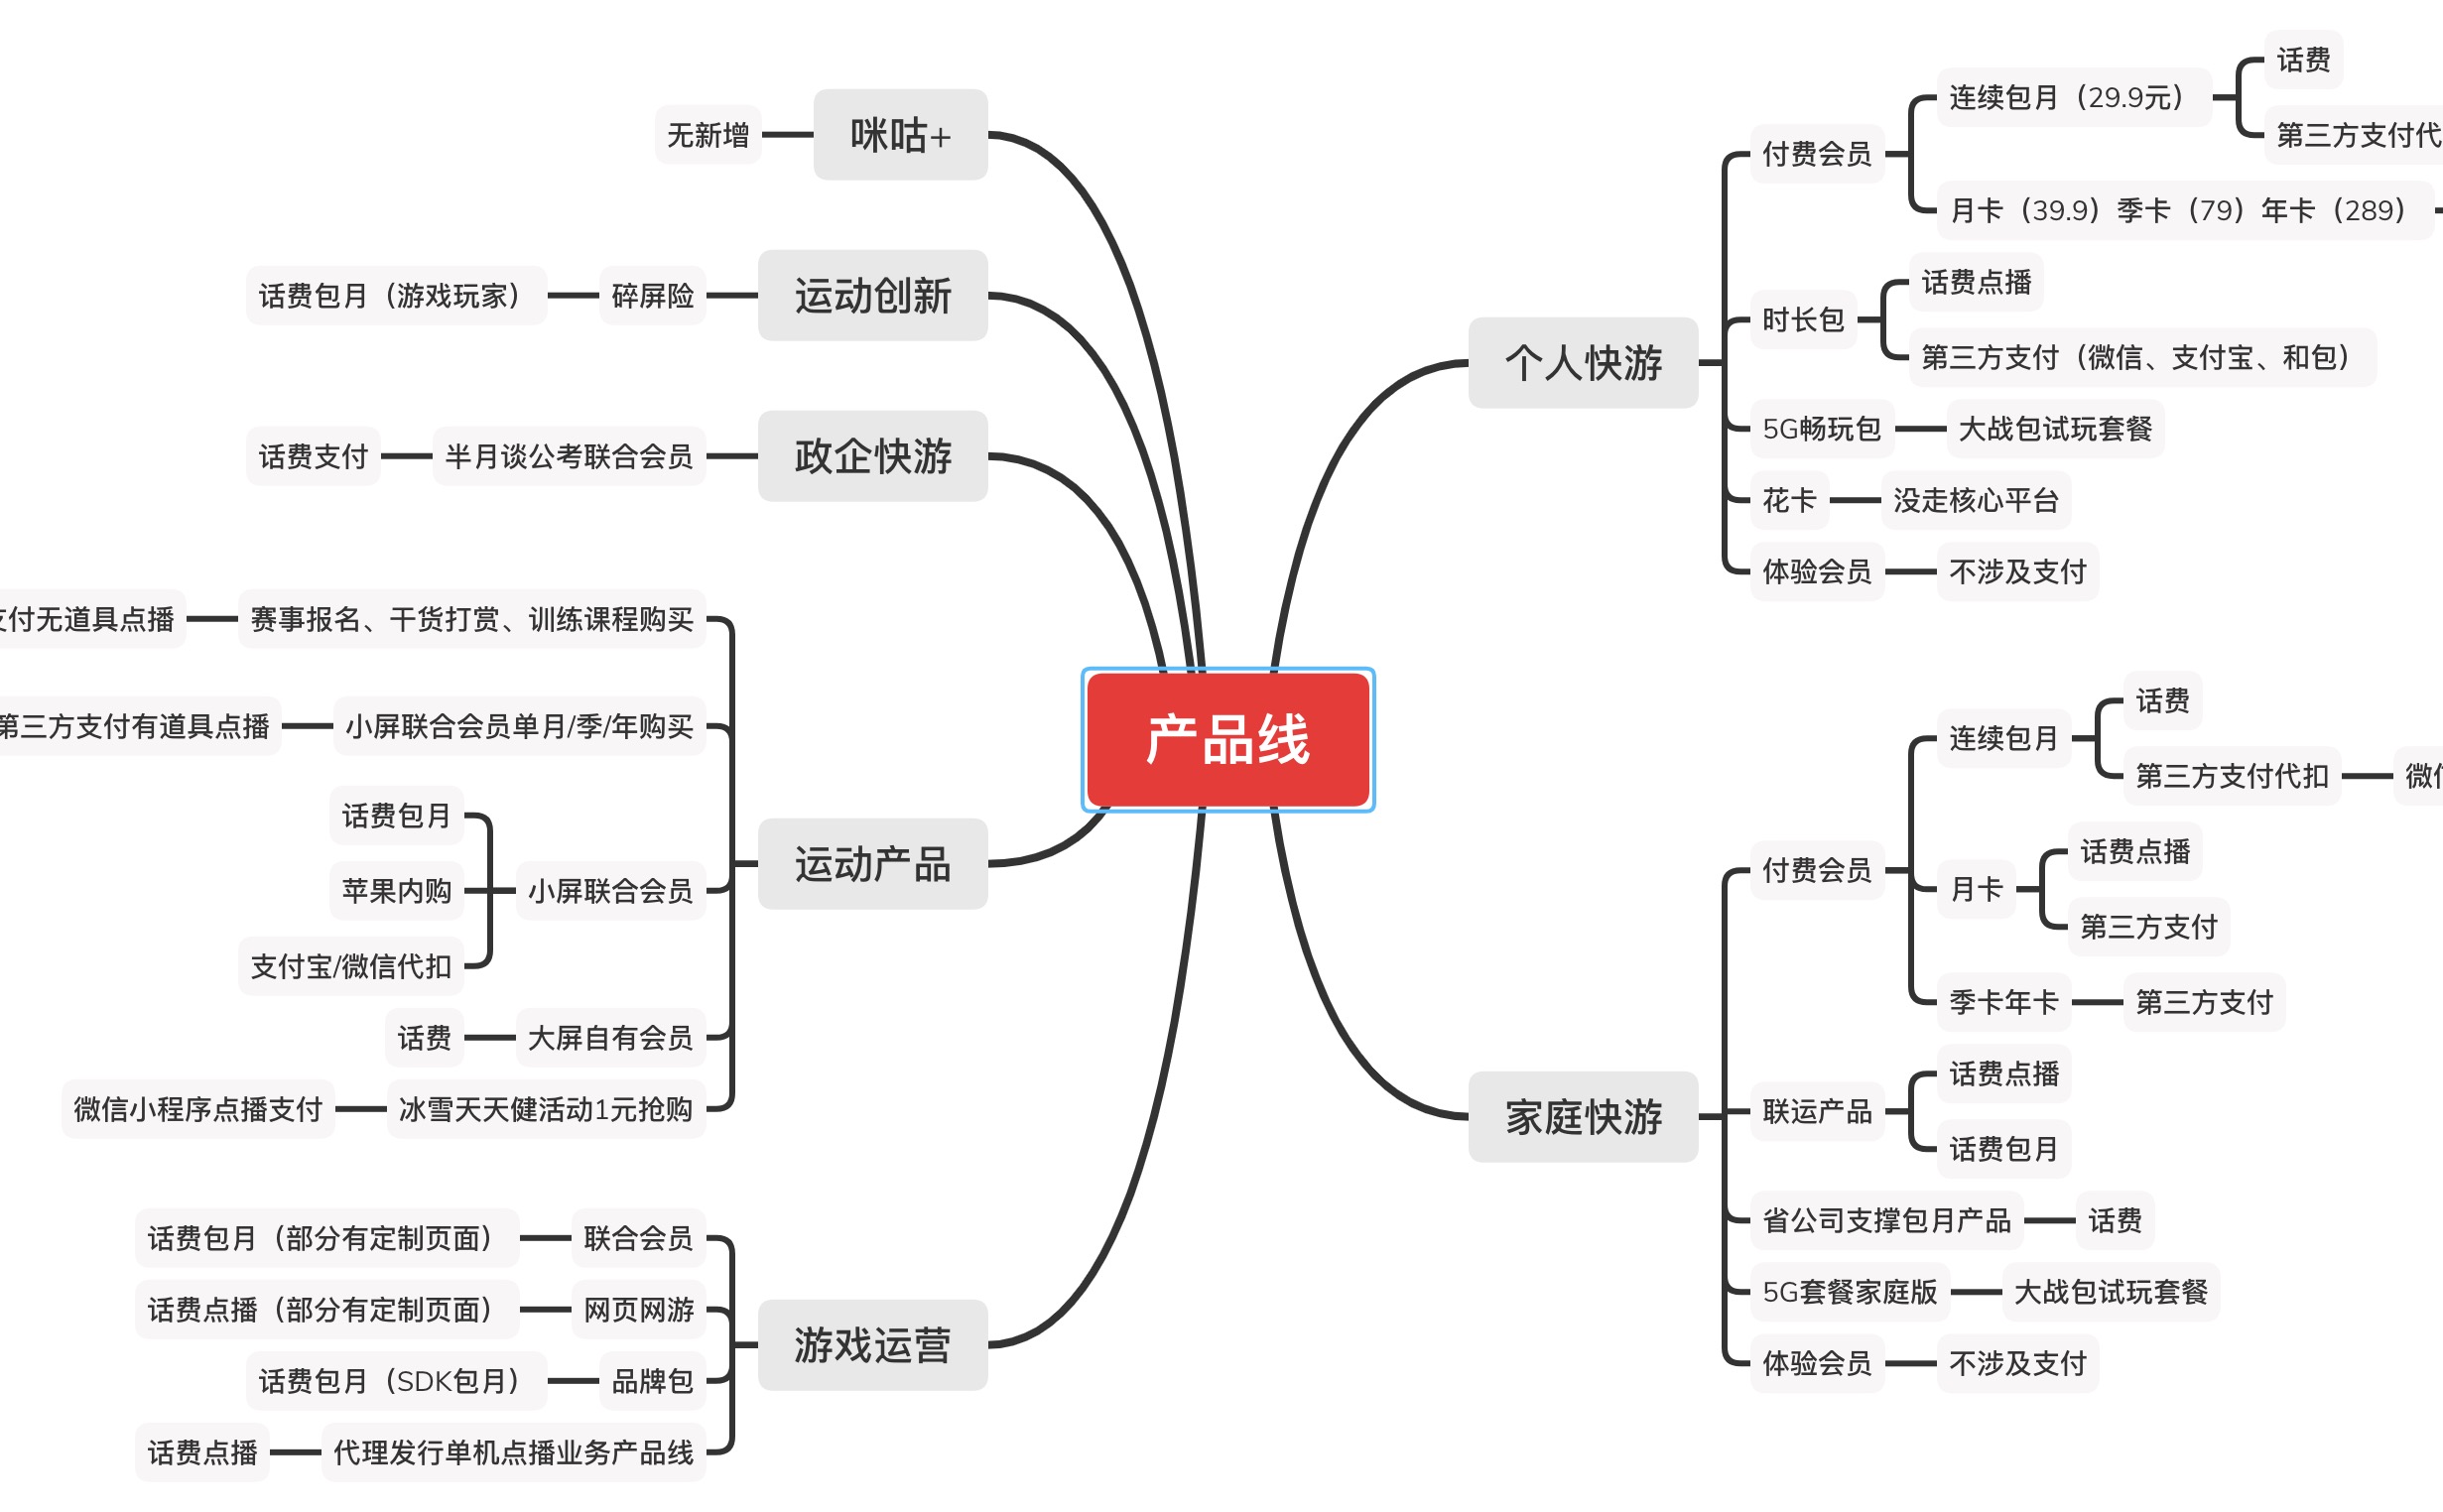 产品线
咪咕+
无新增
运动创新
碎屏险
话费包月（游戏玩家）
政企快游
半月谈公考联合会员
话费支付
运动产品
赛事报名、干货打赏、训练课程购买
付无道具点播
小屏联合会员单月/季/年购买
第三方支付有道具点播
小屏联合会员
话费包月
苹果内购
支付宝/微信代扣
大屏自有会员
话费
冰雪天天健活动1元抢购
微信小程序点播支付
游戏运营
联合会员
话费包月（部分有定制页面）
网页网游
话费点播（部分有定制页面）
品牌包
话费包月（SDK包月）
代理发行单机点播业务产品线
话费点播
个人快游
付费会员
连续包月（29.9元）
话费
第三方支付代
月卡（39.9）季卡（79）年卡（289）
时长包
话费点播
第三方支付（微信、支付宝、和包）
5G畅玩包
大战包试玩套餐
花卡
没走核心平台
体验会员
不涉及支付
家庭快游
付费会员
连续包月
话费
第三方支付代扣
月卡
话费点播
第三方支付
季卡年卡
第三方支付
联运产品
话费点播
话费包月
省公司支撑包月产品
话费
5G套餐家庭版
大战包试玩套餐
体验会员
不涉及支付